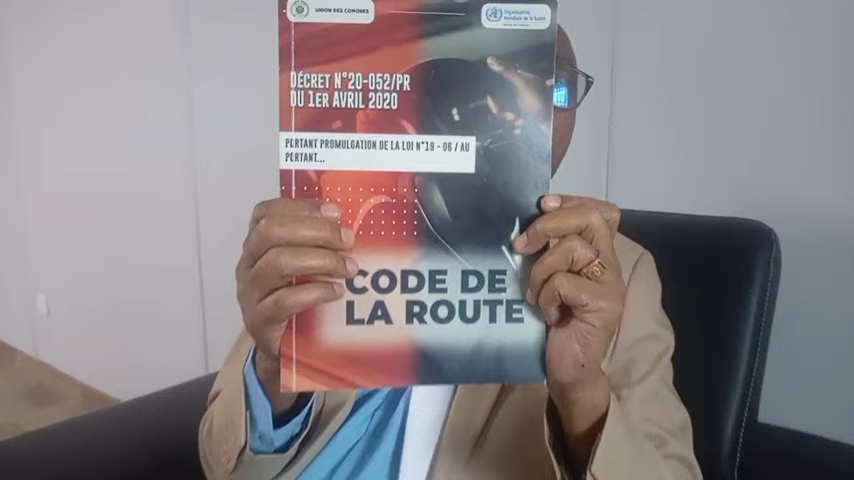 UNION DES COMORES
Organisation
mondiale de la Santé
DÉCRET N°20-052/PR
DU 1ER AVRIL 2020
PORTANT PROMULGATION DE LA LOI N°19 - 06 / AU
PORTANT...
CODE DE
LA ROUTE